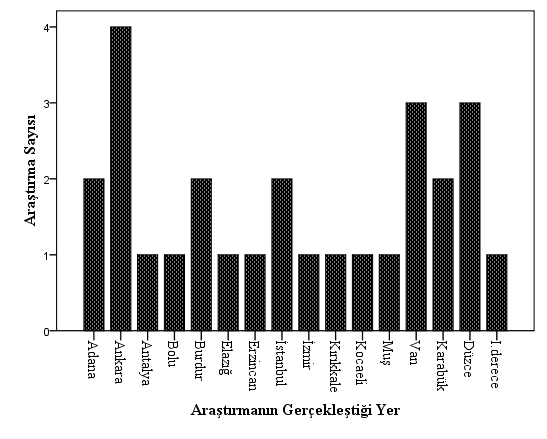 Araştırma Sayısı
4
3
2
1
0
Adana
Ankara
Antalya
Bolu
Burdur
Elazığ
Erzincan
İstanbul
İzmir
Kırıkkale
Kocaeli
Muş
Van
Karabük
Düzce
I.derece
Araştırmanın Gerçekleştiği Yer